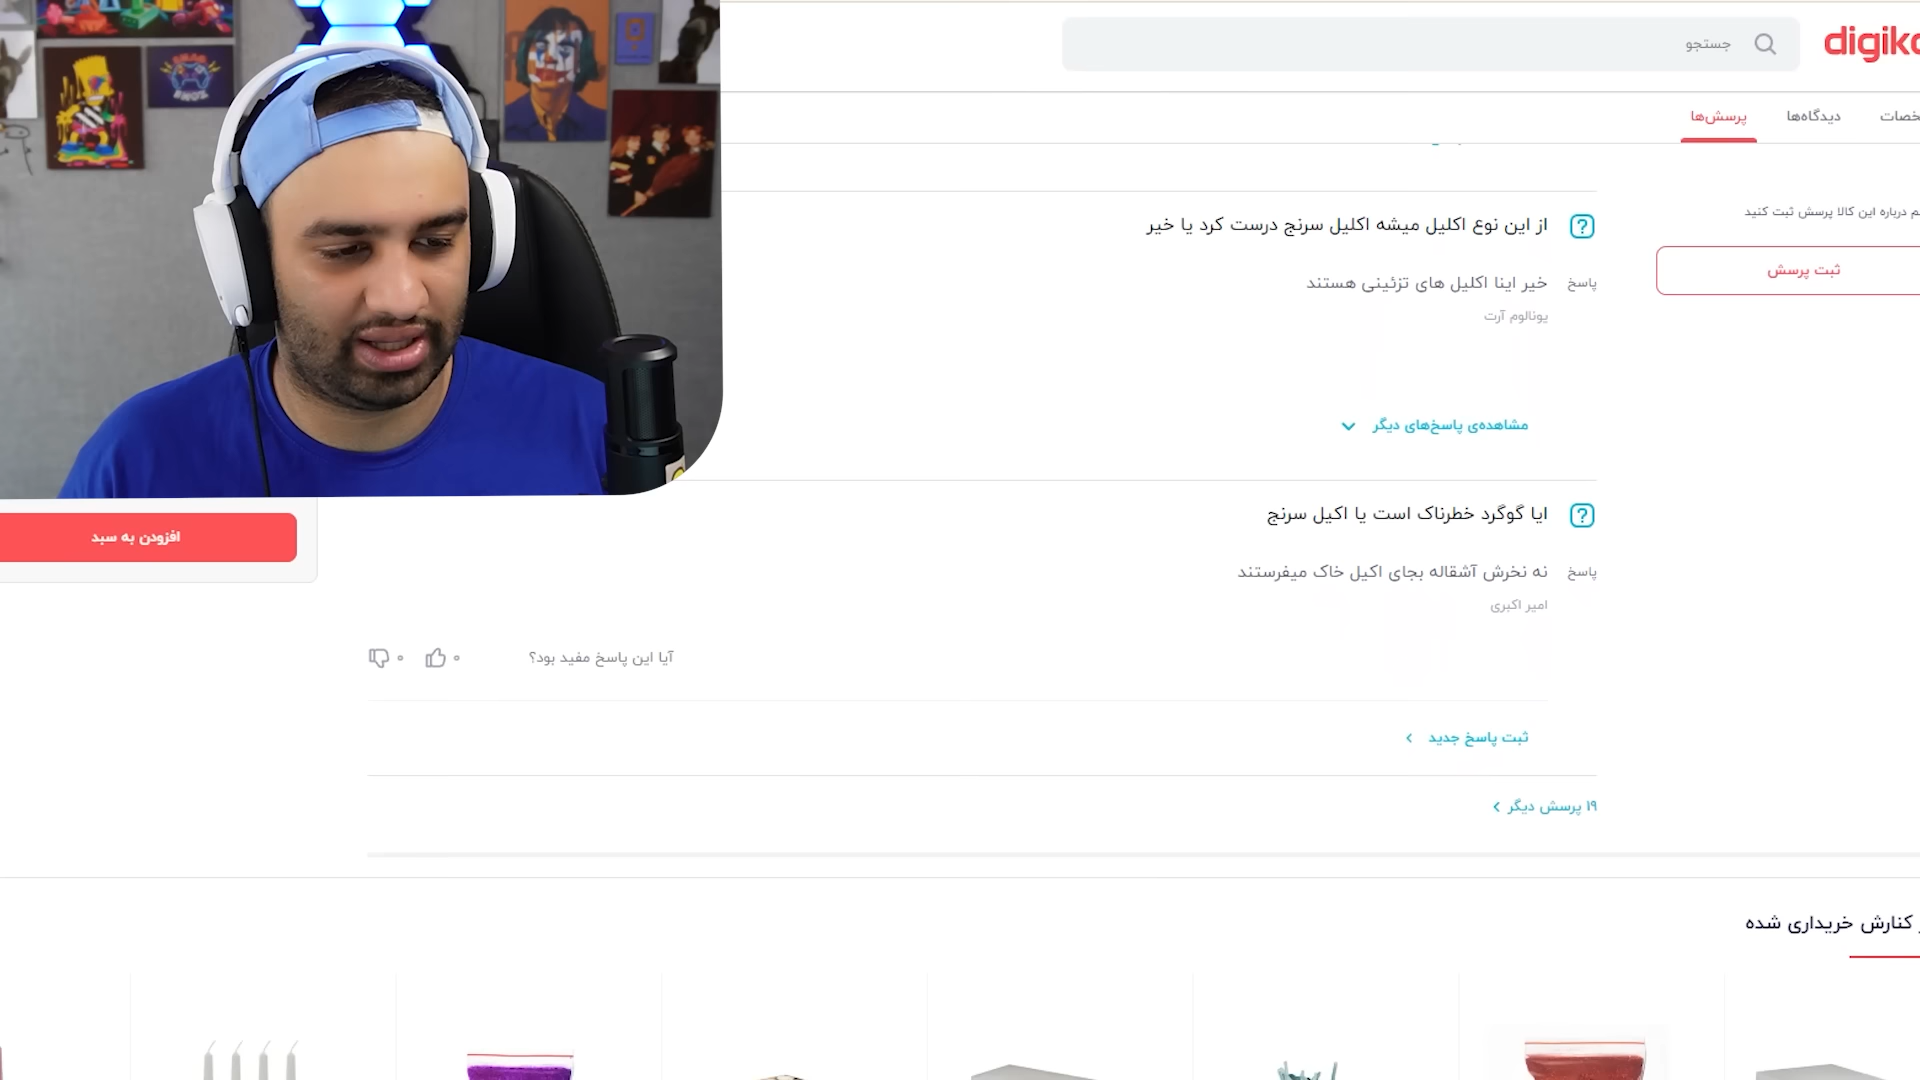 جستجو
پرسش‌ها
دیدگاه‌ها
از این نوع اکلیل میشه اکلیل سرنج درست کرد یا خیر
درباره این کالا پرسش ثبت کنید
ثبت پرسش
پاسخ
خیر اینا اکلیل های تزئینی هستند
یونالوم آرت
مشاهده‌ی پاسخ‌های دیگر
ایا گوگرد خطرناک است یا اکیل سرنج
افزودن به سبد
پاسخ
نه نخرش آشقاله بجای اکیل خاک میفرستند
امیر اکبری
آیا این پاسخ مفید بود؟
۰
۰
ثبت پاسخ جدید
۱۹ پرسش دیگر
کنارش خریداری شده